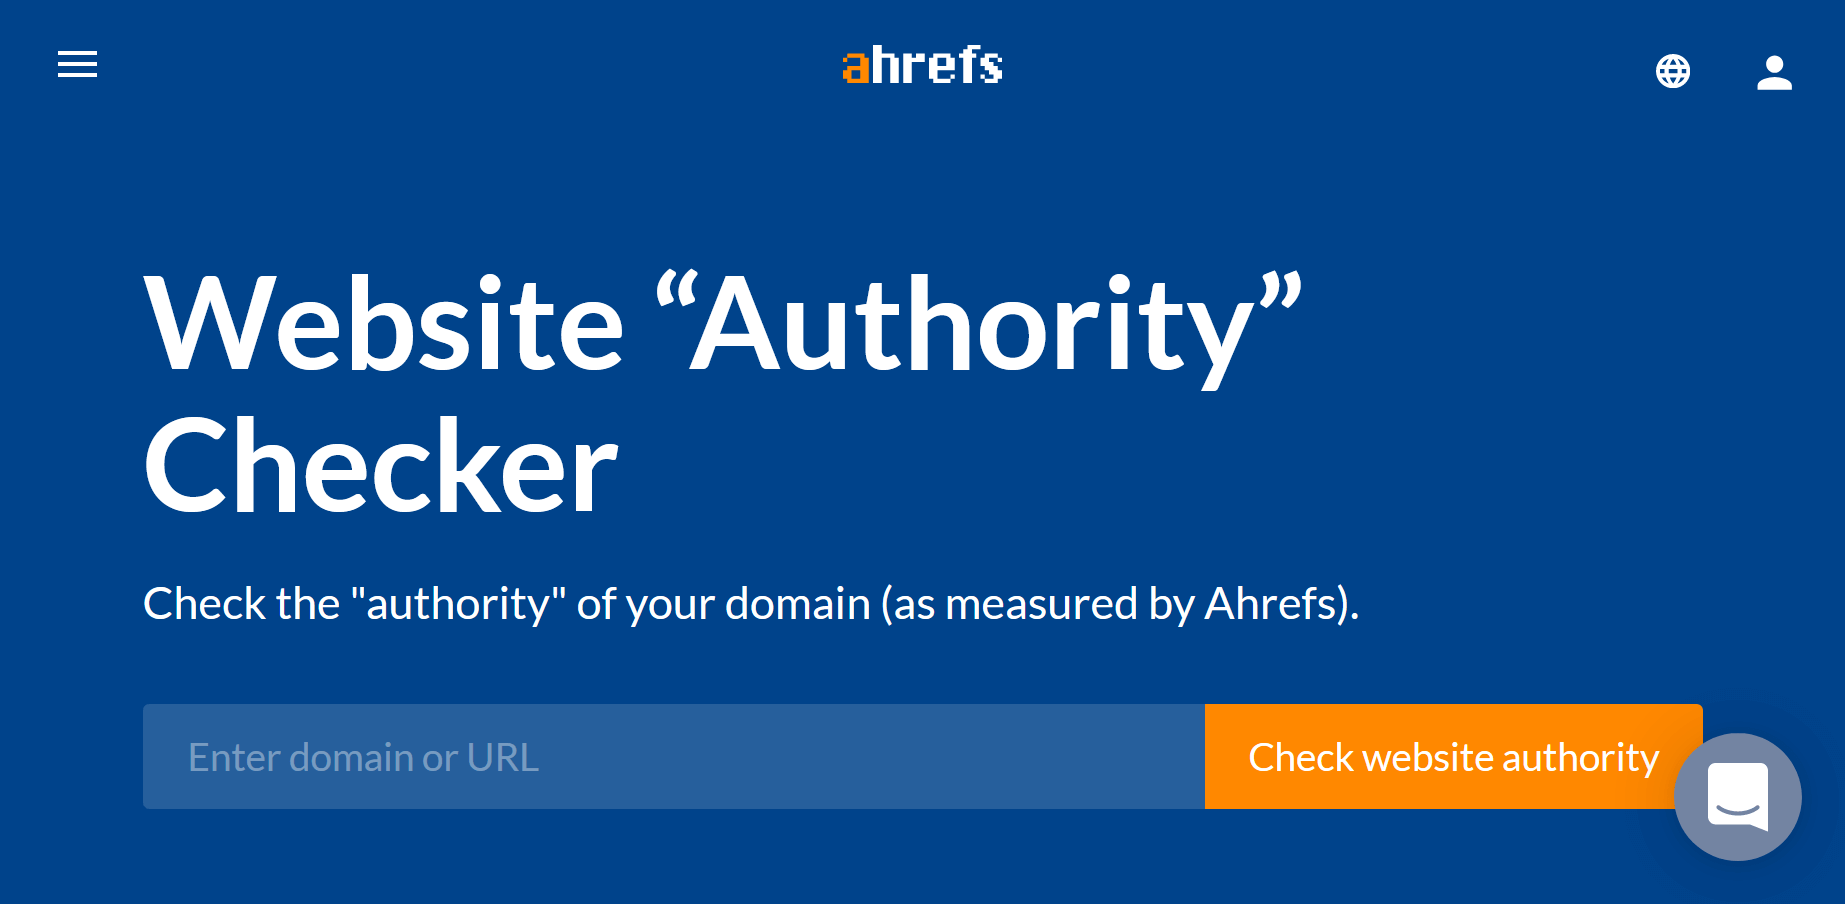 ahrefs
Website “Authority”
Checker
Check the "authority" of your domain (as measured by Ahrefs).
Enter domain or URL
Check website authority